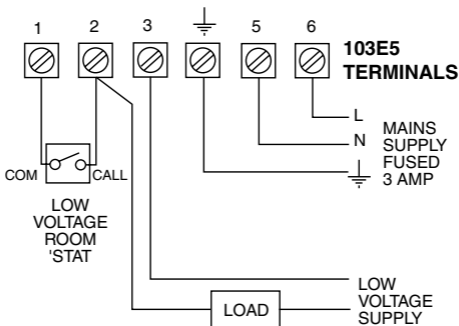 1 2 3 5 6
103E5
TERMINALS
L
N
MAINS
SUPPLY
FUSED
3 AMP
COM
CALL
LOW
VOLTAGE
ROOM
'STAT
LOAD
LOW
VOLTAGE
SUPPLY